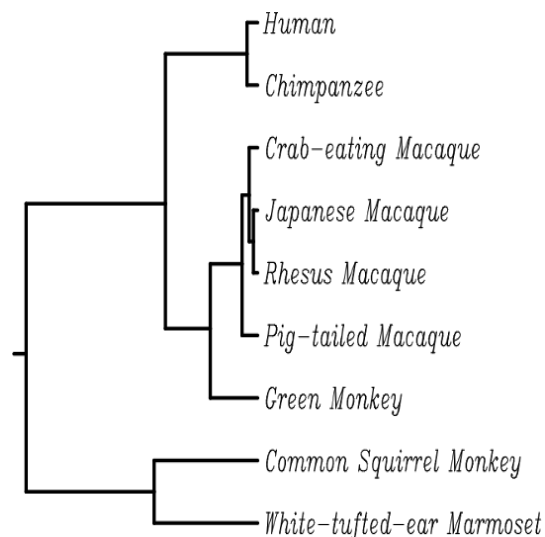 Human
Chimpanzee
Crab-eating Macaque
Japanese Macaque
Rhesus Macaque
Pig-tailed Macaque
Green Monkey
Common Squirrel Monkey
White-tufted-ear Marmoset